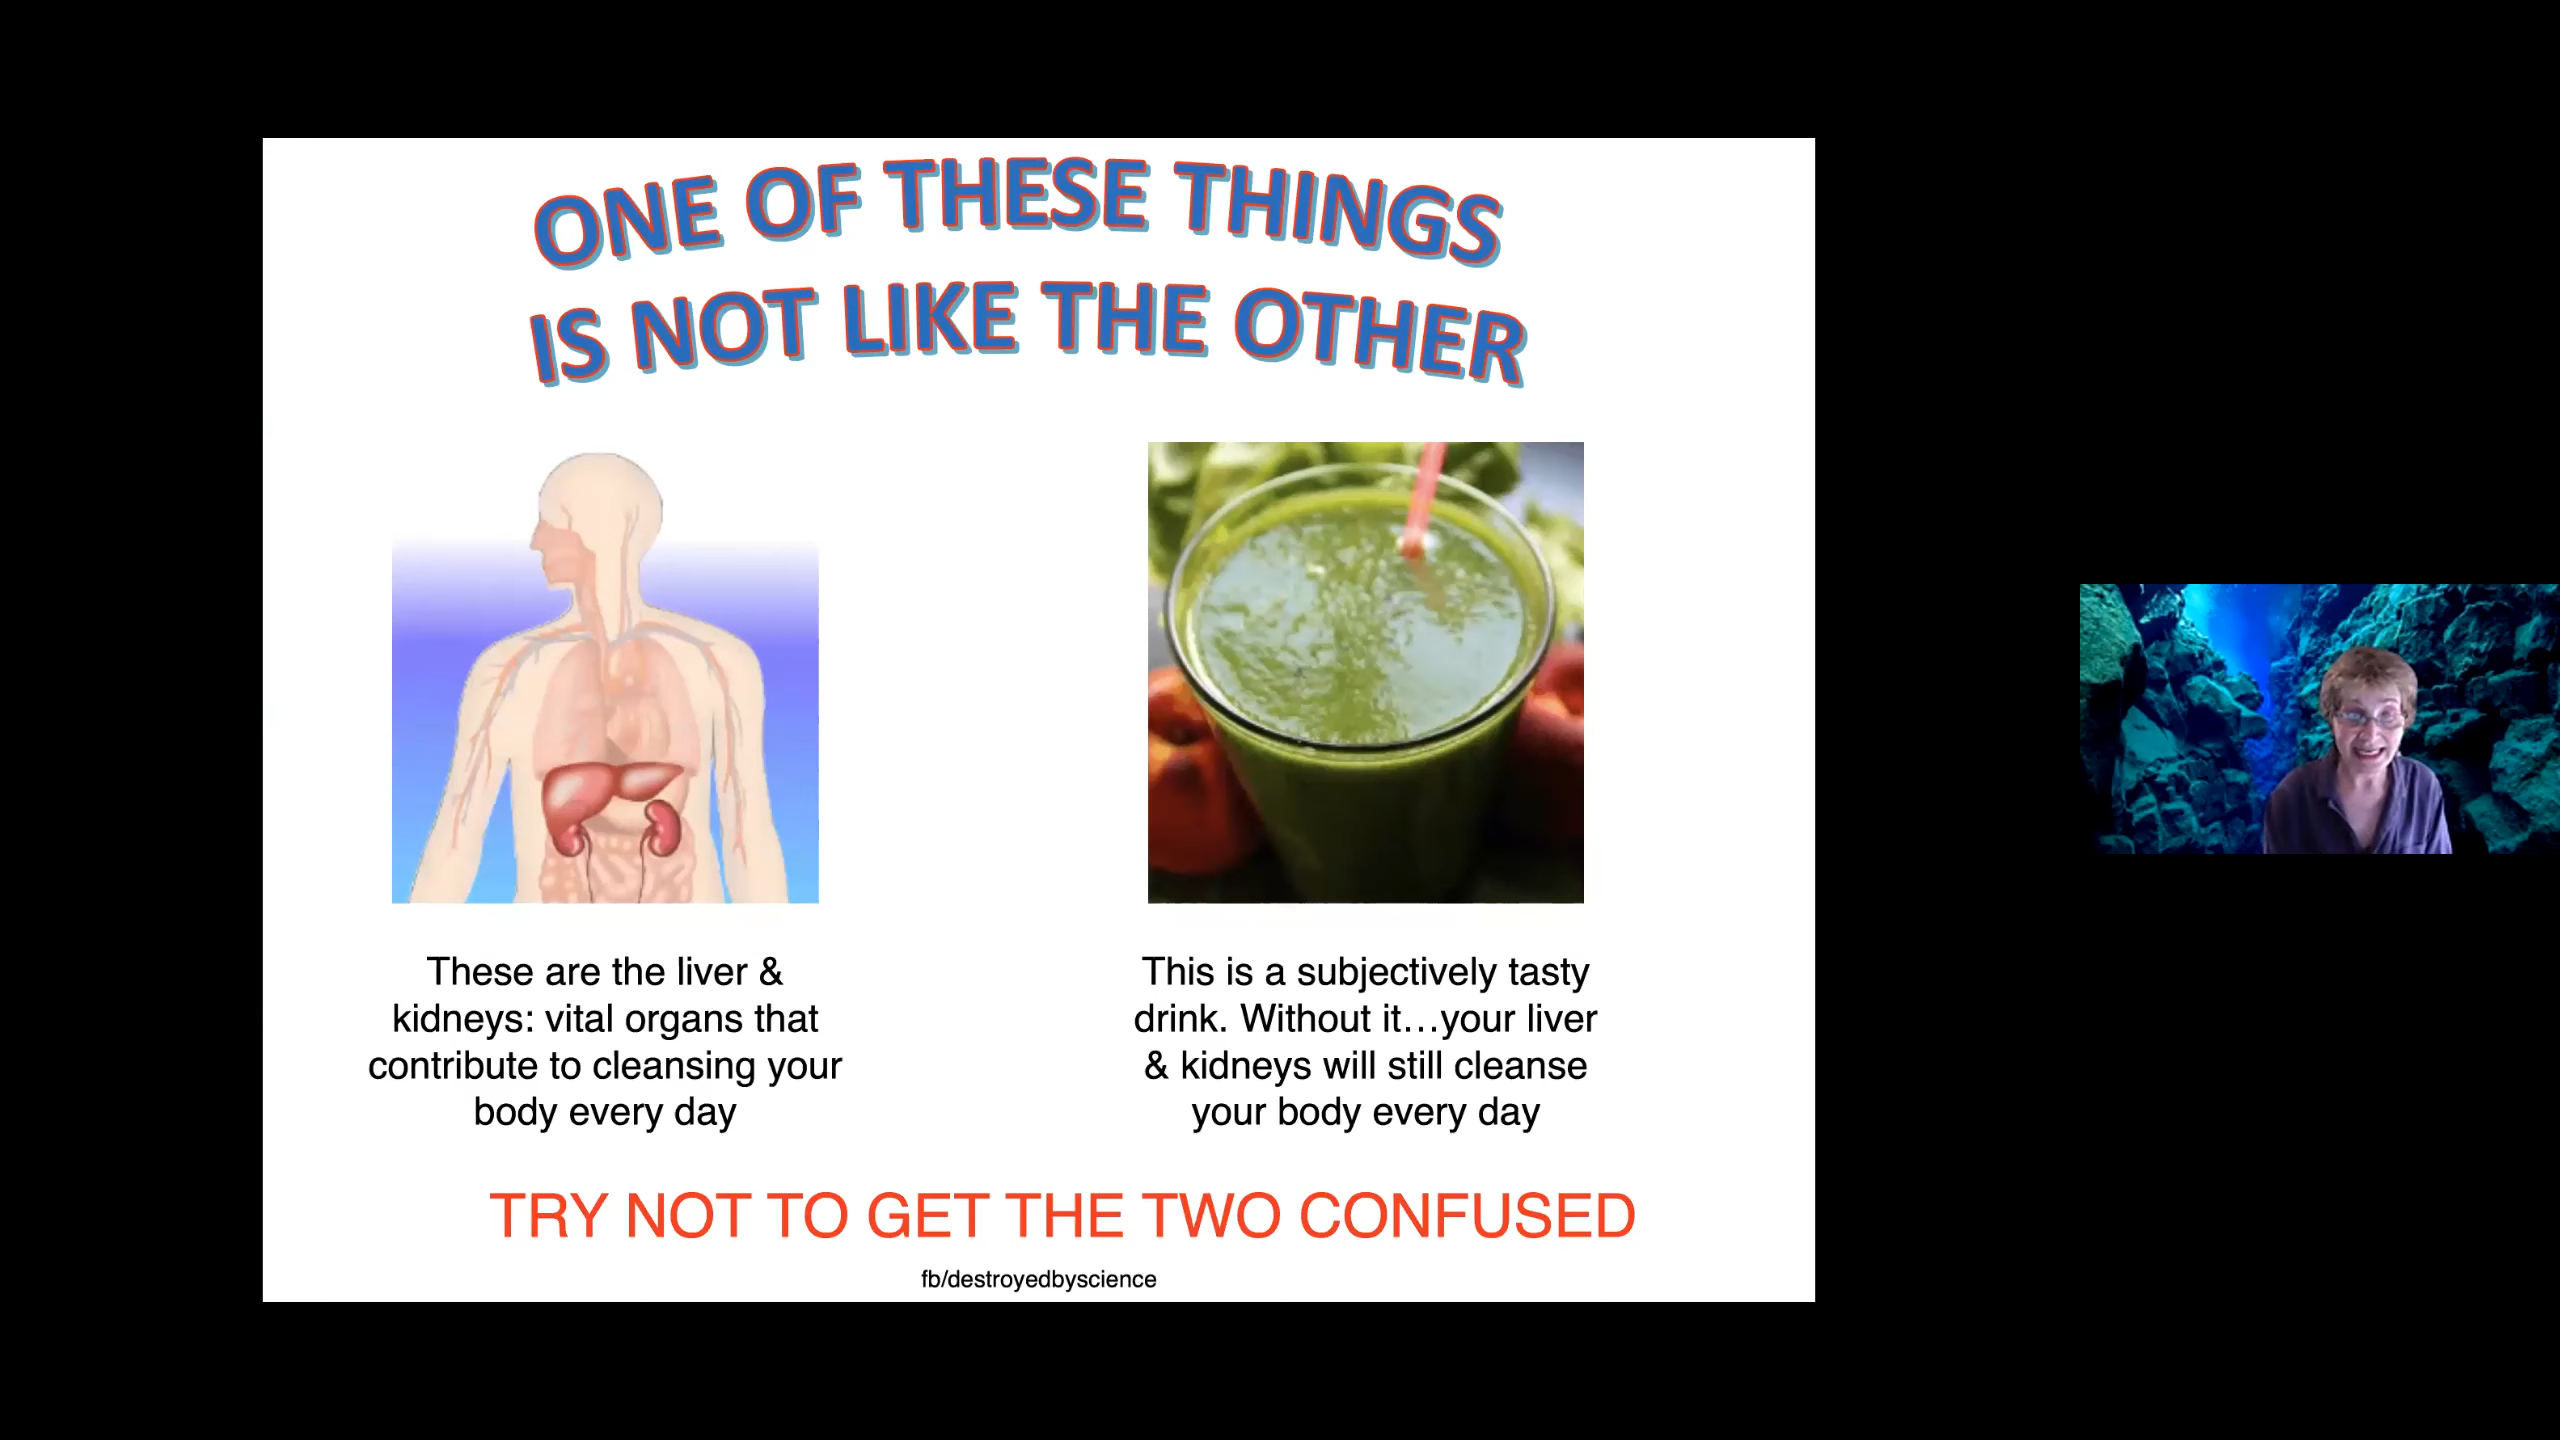 ONE OF THESE THINGS
IS NOT LIKE THE OTHER
These are the liver &
kidneys: vital organs that
contribute to cleansing your
body every day
This is a subjectively tasty
drink. Without it…your liver
& kidneys will still cleanse
your body every day
TRY NOT TO GET THE TWO CONFUSED
fb/destroyedbyscience